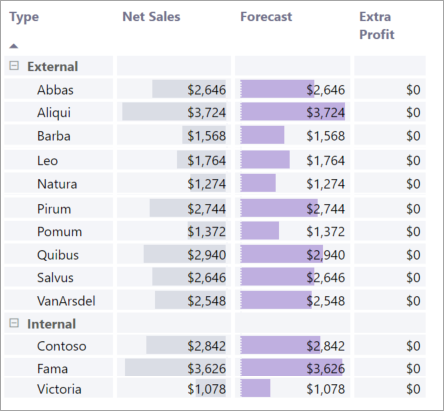 Type Net Sales Forecast Extra
Profit
External
Abbas $2,646 $2,646 $0
Aliqui $3,724 $3,724 $0
Barba $1,568 $1,568 $0
Leo $1,764 $1,764 $0
Natura $1,274 $1,274 $0
Pirum $2,744 $2,744 $0
Pomum $1,372 $1,372 $0
Quibus $2,940 $2,940 $0
Salvus $2,646 $2,646 $0
VanArsdel $2,548 $2,548 $0
Internal
Contoso $2,842 $2,842 $0
Fama $3,626 $3,626 $0
Victoria $1,078 $1,078 $0